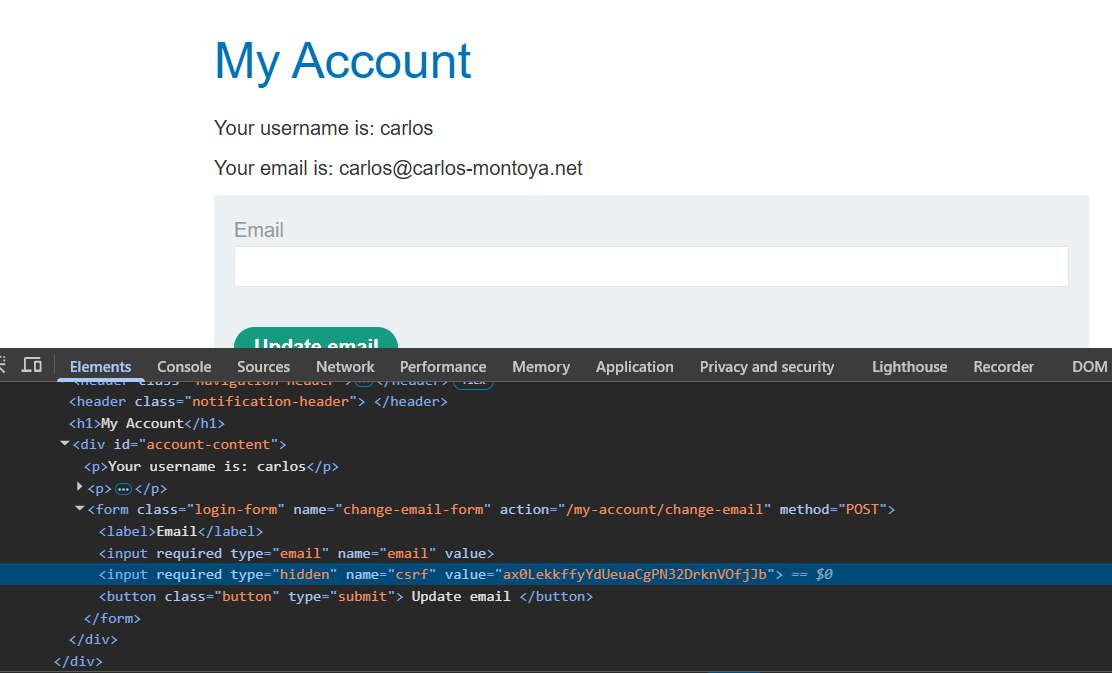 My Account
Your username is: carlos
Your email is: carlos@carlos-montoya.net
Email
Update email
Elements Console Sources Network Performance Memory Application Privacy and security Lighthouse Recorder DOM
<header class="navigation-header"> … </header> flex
<header class="notification-header"> </header>
<h1>My Account</h1>
<div id="account-content">
<p>Your username is: carlos</p>
<p> … </p>
<form class="login-form" name="change-email-form" action="/my-account/change-email" method="POST">
<label>Email</label>
<input required type="email" name="email" value>
<input required type="hidden" name="csrf" value="ax0LekkffyYdUeuaCgPN32DrknVOfjJb"> == $0
<button class="button" type="submit"> Update email </button>
</form>
</div>
</div>